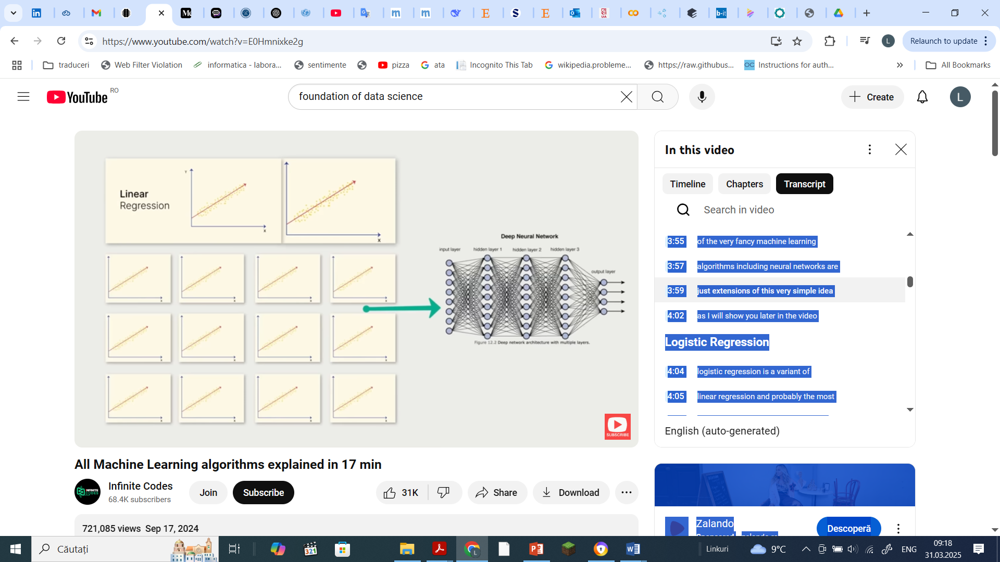 https://www.youtube.com/watch?v=E0Hmnixke2g
Relaunch to update
traduceri
Web Filter Violation
informatica - labora...
sentimente
pizza
ata
Incognito This Tab
wikipedia.probleme...
https://raw.githubus...
Instructions for auth...
All Bookmarks
YouTube RO
foundation of data science
Create
L
Linear
Regression
Y
X
X
Deep Neural Network
input layer
hidden layer 1
hidden layer 2
hidden layer 3
output layer
Figure 12.2 Deep network architecture with multiple layers.
SUBSCRIBE
In this video
Timeline
Chapters
Transcript
Search in video
3:55 of the very fancy machine learning
3:57 algorithms including neural networks are
3:59 just extensions of this very simple idea
4:02 as I will show you later in the video
Logistic Regression
4:04 logistic regression is a variant of
4:05 linear regression and probably the most
English (auto-generated)
All Machine Learning algorithms explained in 17 min
Infinite Codes
68.4K subscribers
Join
Subscribe
31K
Share
Download
721,085 views Sep 17, 2024
Zalando
Descoperă
Căutați
Linkuri
9°C
ENG
09:18
31.03.2025